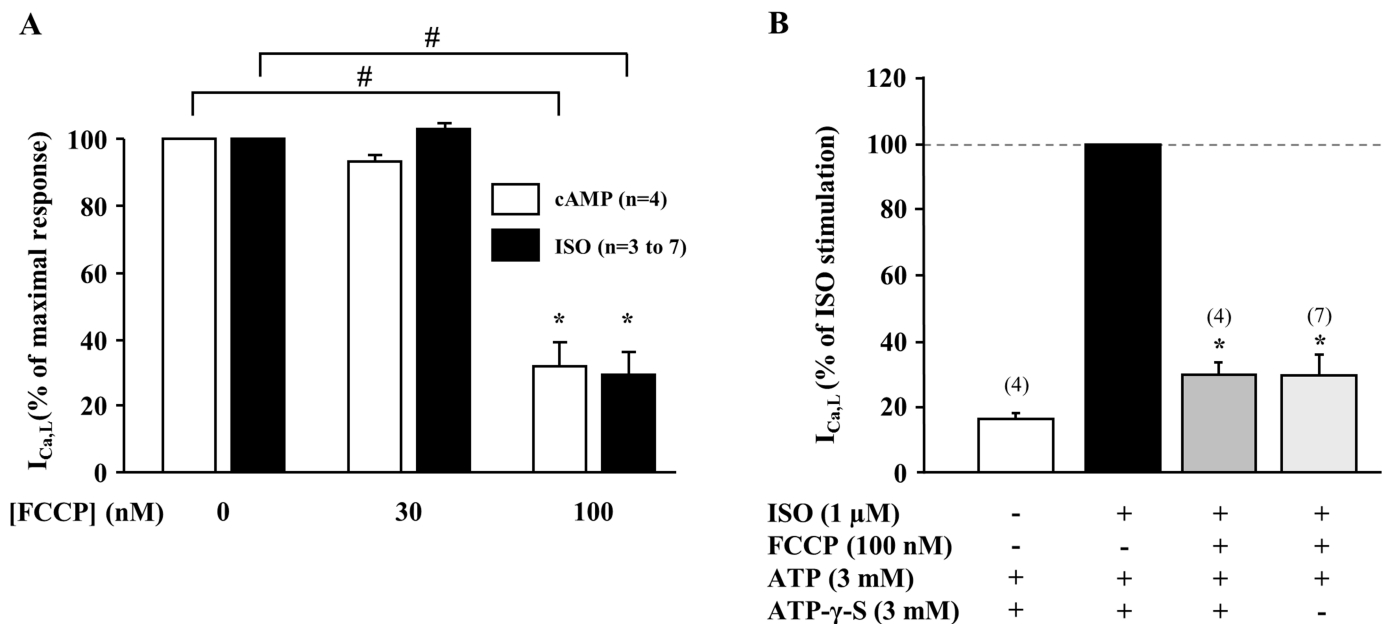 A
#
#
I_Ca,L (% of maximal response)
100
80
60
40
20
0
cAMP (n=4)
ISO (n=3 to 7)
* *
[FCCP] (nM) 0 30 100
B
I_Ca,L (% of ISO stimulation)
120
100
80
60
40
20
0
(4)
(4)
*
(7)
*
ISO (1 µM) - + + +
FCCP (100 nM) - - + +
ATP (3 mM) + + + +
ATP-γ-S (3 mM) + + + -